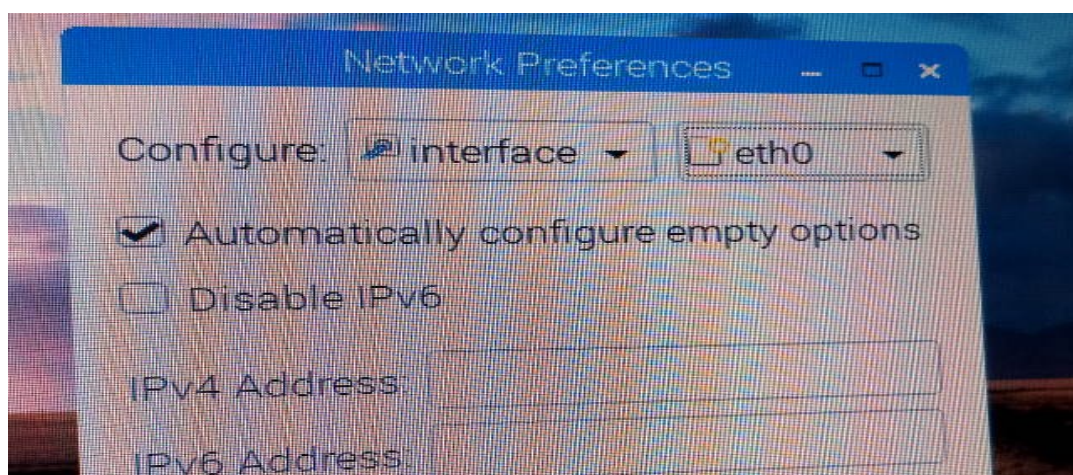 Network Preferences
Configure: interface eth0
Automatically configure empty options
Disable IPv6
IPv4 Address:
IPv6 Address: